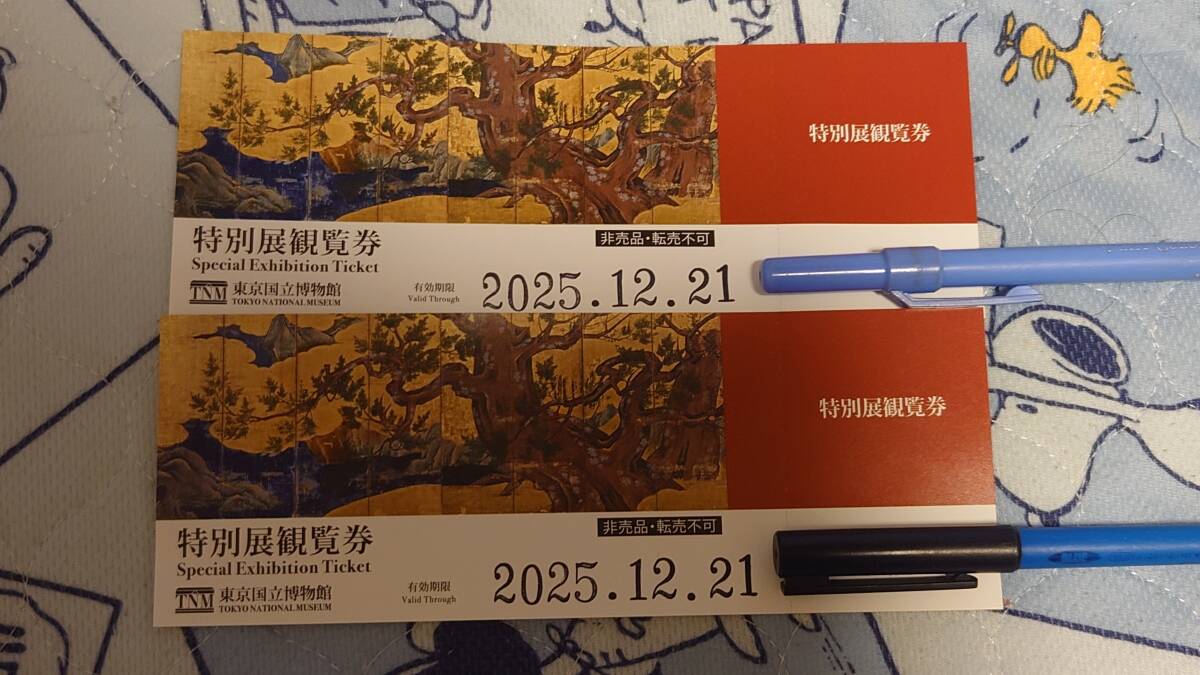 特別展観覧券
特別展観覧券
Special Exhibition Ticket
非売品・転売不可
TNM 東京国立博物館
TOKYO NATIONAL MUSEUM
有効期限
Valid Through
2025.12.21
特別展観覧券
特別展観覧券
Special Exhibition Ticket
非売品・転売不可
TNM 東京国立博物館
TOKYO NATIONAL MUSEUM
有効期限
Valid Through
2025.12.21